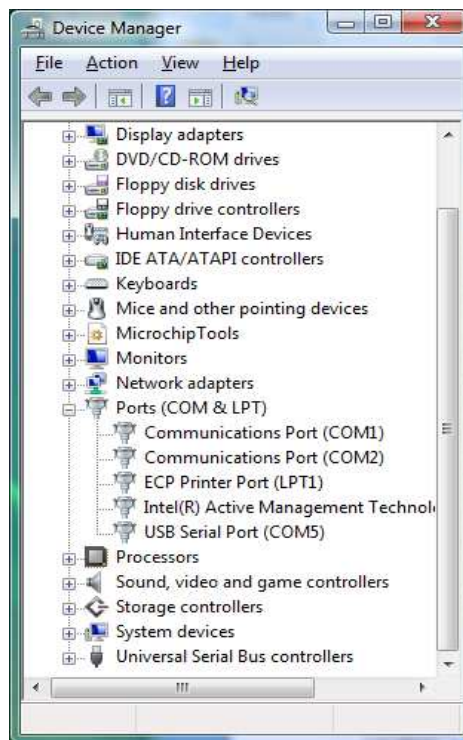 Device Manager
File Action View Help
Display adapters
DVD/CD-ROM drives
Floppy disk drives
Floppy drive controllers
Human Interface Devices
IDE ATA/ATAPI controllers
Keyboards
Mice and other pointing devices
MicrochipTools
Monitors
Network adapters
Ports (COM & LPT)
Communications Port (COM1)
Communications Port (COM2)
ECP Printer Port (LPT1)
Intel(R) Active Management Technol
USB Serial Port (COM5)
Processors
Sound, video and game controllers
Storage controllers
System devices
Universal Serial Bus controllers